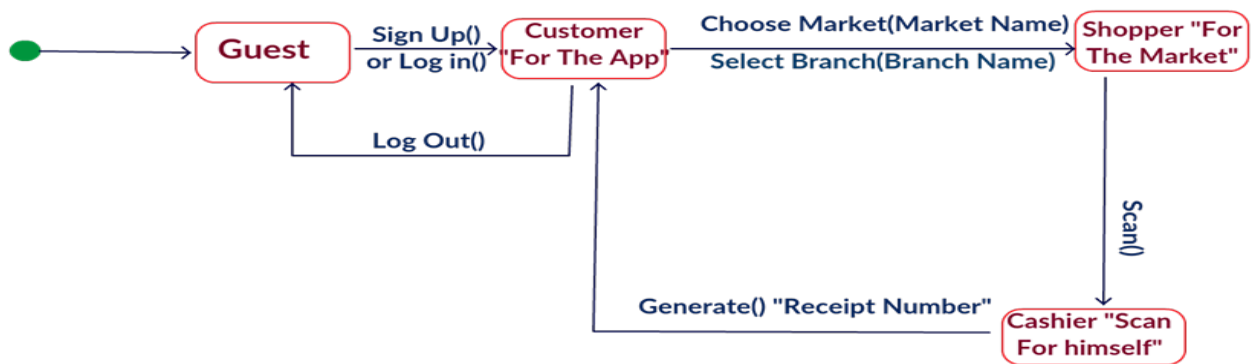 Guest
Sign Up()
or Log in()
Customer
"For The App"
Choose Market(Market Name)
Select Branch(Branch Name)
Shopper "For
The Market"
Log Out()
Scan()
Generate() "Receipt Number"
Cashier "Scan
For himself"